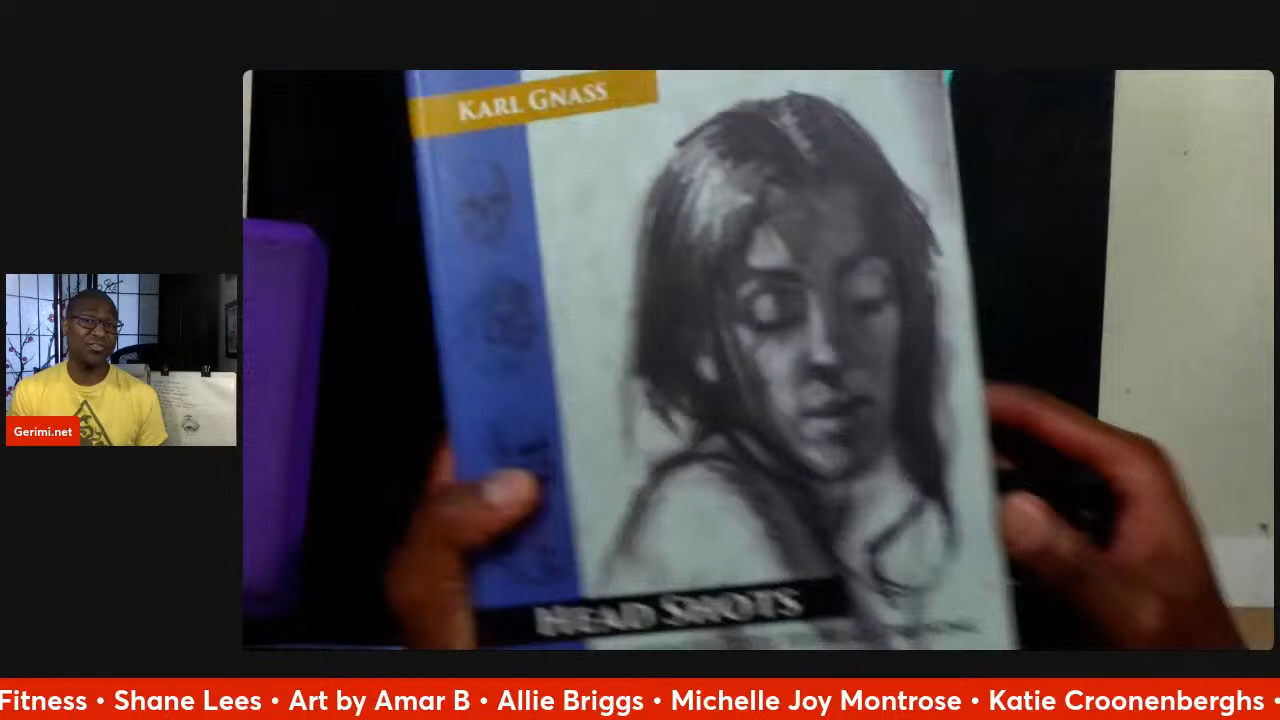 KARL GNASS
HEAD SHOTS
Gerimi.net
Fitness • Shane Lees • Art by Amar B • Allie Briggs • Michelle Joy Montrose • Katie Croonenberghs •